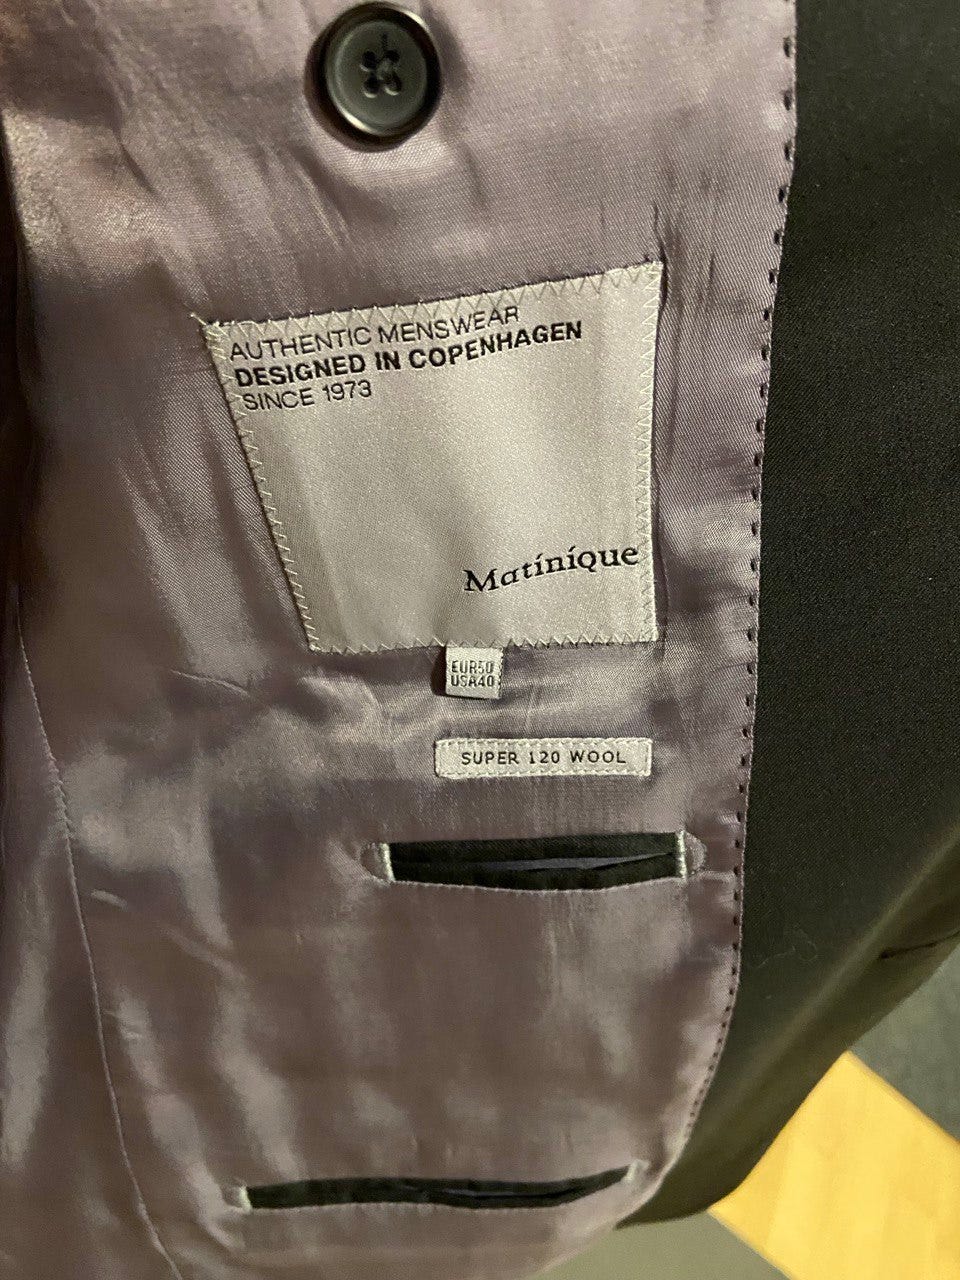 AUTHENTIC MENSWEAR
DESIGNED IN COPENHAGEN
SINCE 1973
Matinique
EUR50
USA40
SUPER 120 WOOL